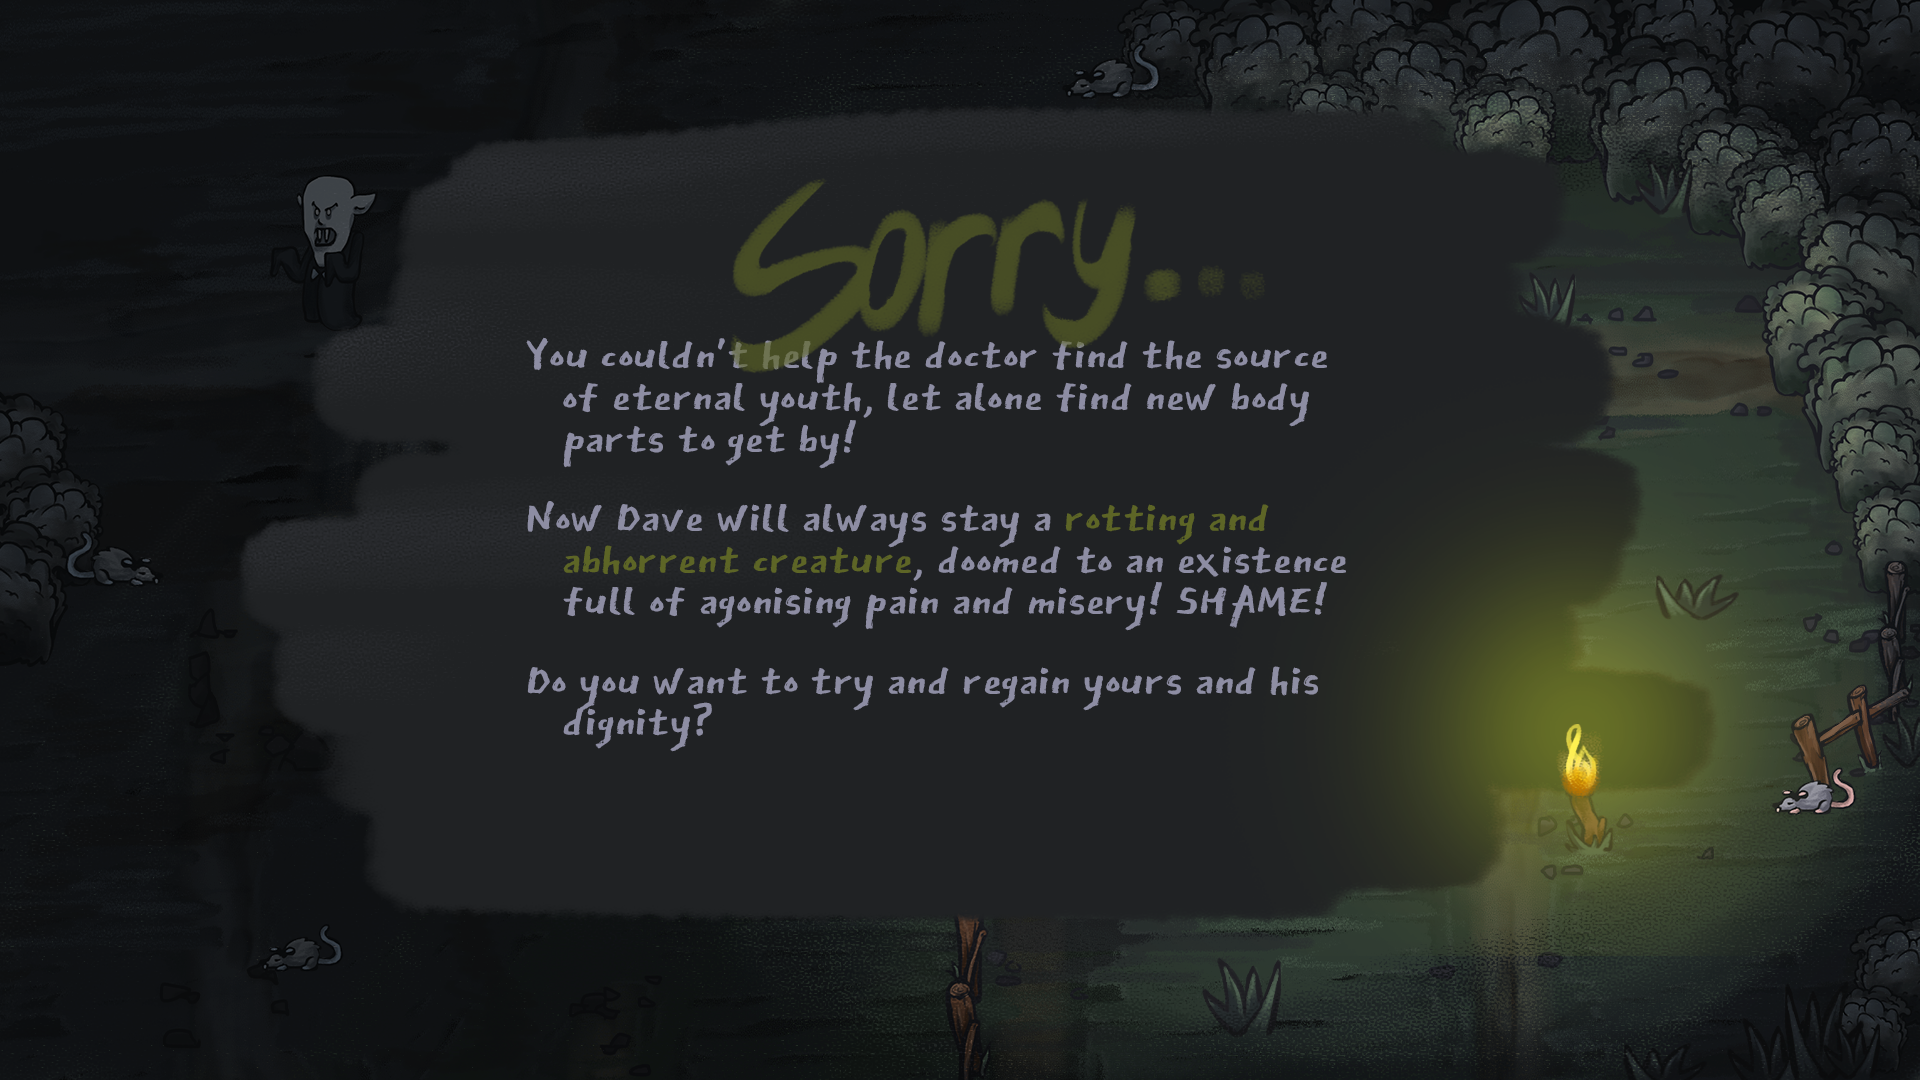 Sorry...
You couldn't help the doctor find the source
of eternal youth, let alone find new body
parts to get by!
Now Dave will always stay a rotting and
abhorrent creature, doomed to an existence
full of agonising pain and misery! SHAME!
Do you want to try and regain yours and his
dignity?